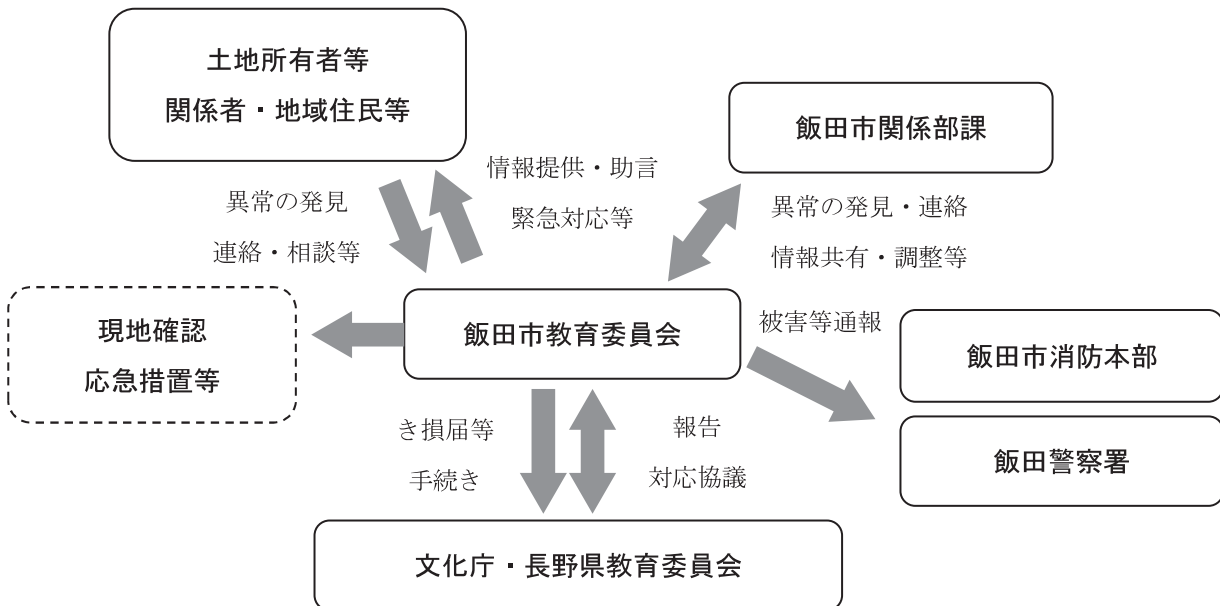 土地所有者等
関係者・地域住民等
飯田市関係部課
情報提供・助言
緊急対応等
異常の発見
連絡・相談等
異常の発見・連絡
情報共有・調整等
現地確認
応急措置等
飯田市教育委員会
被害等通報
飯田市消防本部
飯田警察署
き損届等
手続き
報告
対応協議
文化庁・長野県教育委員会